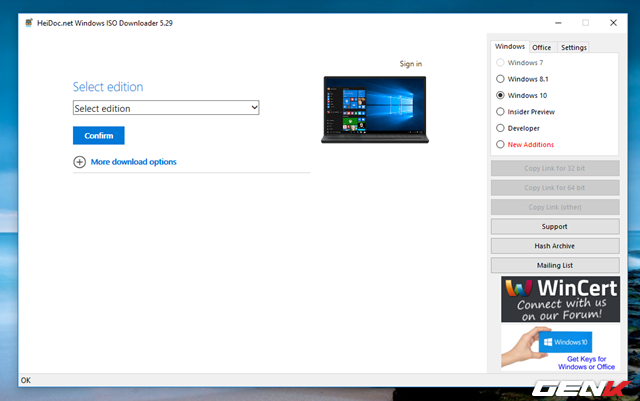 HeiDoc.net Windows ISO Downloader 5.29
Sign in
Select edition
Select edition
Confirm
More download options
Windows
Office
Settings
Windows 7
Windows 8.1
Windows 10
Insider Preview
Developer
New Additions
Copy Link for 32 bit
Copy Link for 64 bit
Copy Link (other)
Support
Hash Archive
Mailing List
WinCert
Connect with us
on our Forum!
Windows 10
Get Keys for
Windows or Office
OK
GENK